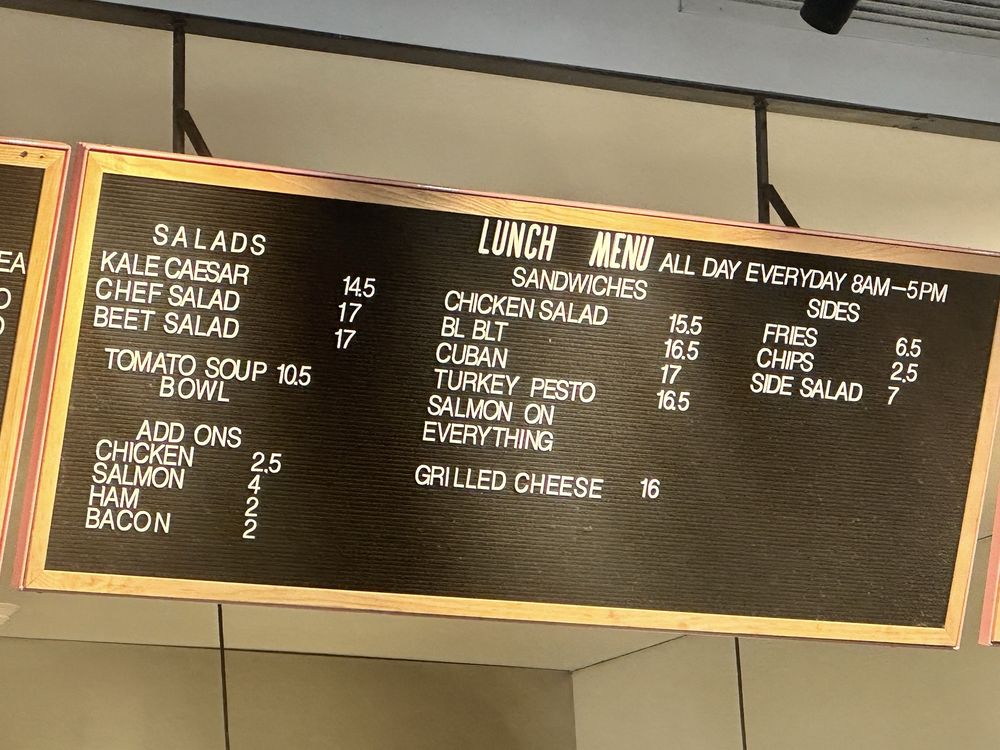 EA
O
O
SALADS
KALE CAESAR 14.5
CHEF SALAD 17
BEET SALAD 17
TOMATO SOUP 10.5
BOWL
ADD ONS
CHICKEN 2.5
SALMON 4
HAM 2
BACON 2
LUNCH MENU ALL DAY EVERYDAY 8AM–5PM
SANDWICHES
CHICKEN SALAD 15.5
BL BLT 16.5
CUBAN 17
TURKEY PESTO 16.5
SALMON ON
EVERYTHING
GRILLED CHEESE 16
SIDES
FRIES 6.5
CHIPS 2.5
SIDE SALAD 7